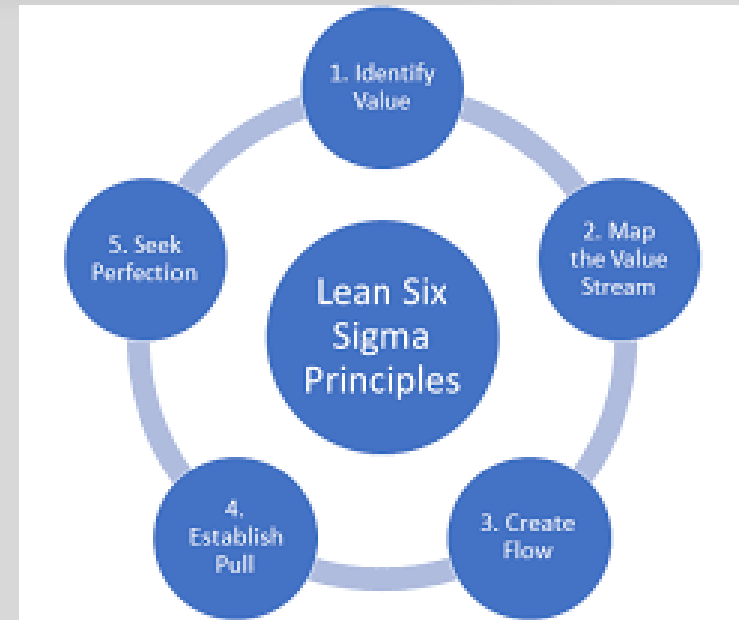 1. Identify
Value
2. Map
the Value
Stream
3. Create
Flow
4.
Establish
Pull
5. Seek
Perfection
Lean Six
Sigma
Principles